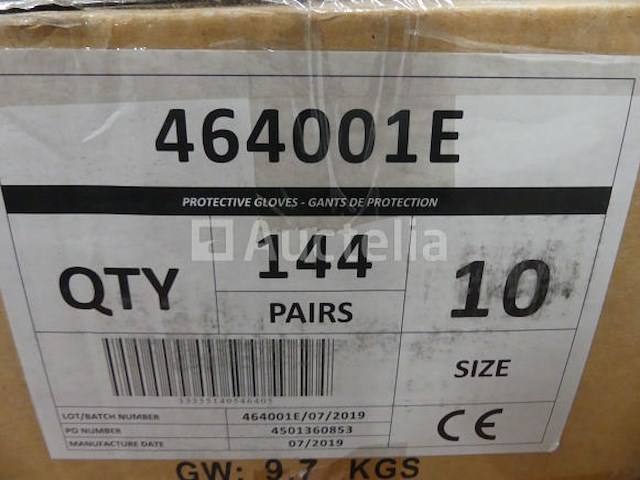 464001E
PROTECTIVE GLOVES - GANTS DE PROTECTION
Auctelia
QTY 144 PAIRS
10 SIZE
33355140546405
LOT/BATCH NUMBER 464001E/07/2019
PO NUMBER 4501360853
MANUFACTURE DATE 07/2019
CE
GW: 9.7 KGS